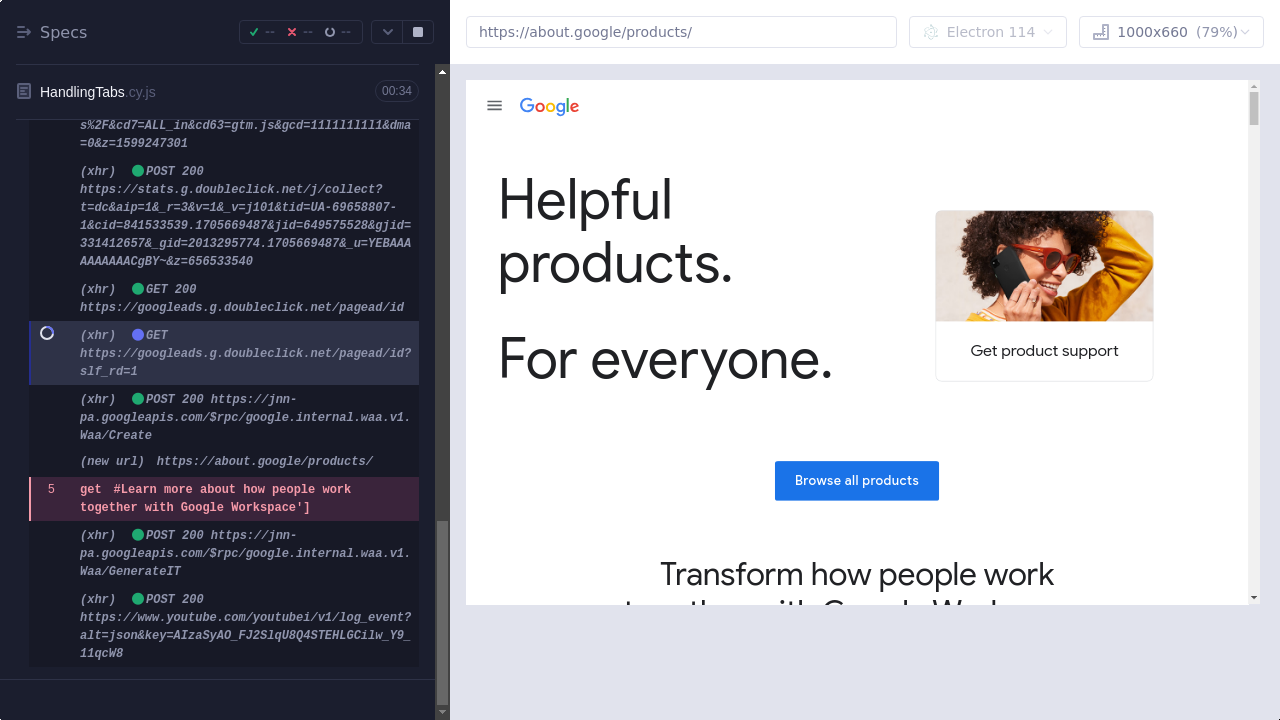 Specs
--
--
--
HandlingTabs.cy.js
00:34
s%2F&cd7=ALL_in&cd63=gtm.js&gcd=11l1l1l1l1&dma
=0&z=1599247301
(xhr) POST 200
https://stats.g.doubleclick.net/j/collect?
t=dc&aip=1&_r=3&v=1&_v=j101&tid=UA-69658807-
1&cid=841533539.1705669487&jid=649575528&gjid=
331412657&_gid=2013295774.1705669487&_u=YEBAAA
AAAAAAACgBY~&z=656533540
(xhr) GET 200
https://googleads.g.doubleclick.net/pagead/id
(xhr) GET
https://googleads.g.doubleclick.net/pagead/id?
slf_rd=1
(xhr) POST 200 https://jnn-
pa.googleapis.com/$rpc/google.internal.waa.v1.
Waa/Create
(new url) https://about.google/products/
5 get #Learn more about how people work
together with Google Workspace']
(xhr) POST 200 https://jnn-
pa.googleapis.com/$rpc/google.internal.waa.v1.
Waa/GenerateIT
(xhr) POST 200
https://www.youtube.com/youtubei/v1/log_event?
alt=json&key=AIzaSyAO_FJ2SlqU8Q4STEHLGCilw_Y9_
11qcW8
https://about.google/products/
Electron 114
1000x660 (79%)
Google
Helpful
products.
For everyone.
Get product support
Browse all products
Transform how people work
together with Google Workspace